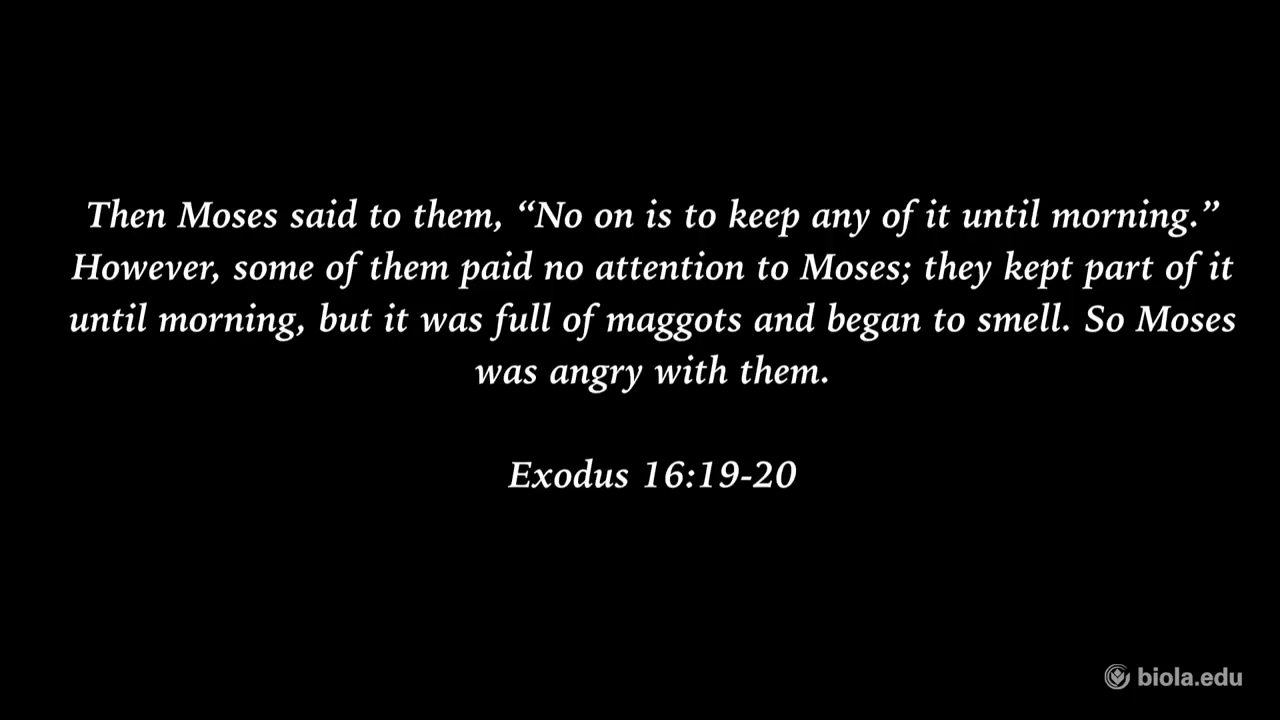 Then Moses said to them, “No on is to keep any of it until morning.”
However, some of them paid no attention to Moses; they kept part of it
until morning, but it was full of maggots and began to smell. So Moses
was angry with them.
Exodus 16:19-20
biola.edu